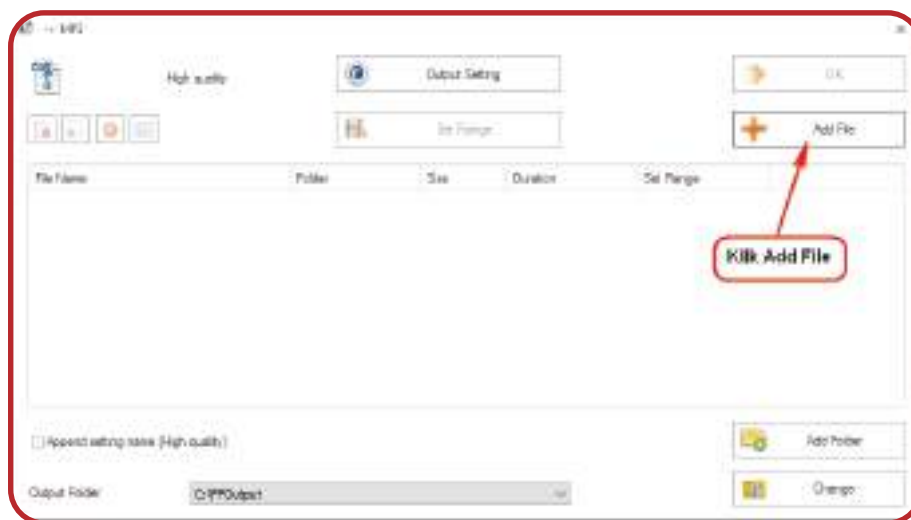 High quality
Output Setting
OK
Set Range
Add File
File Name Folder Size Duration Set Range
Klik Add File
Append setting name (High quality)
Add Folder
Output Folder
C:\FFOutput
Change